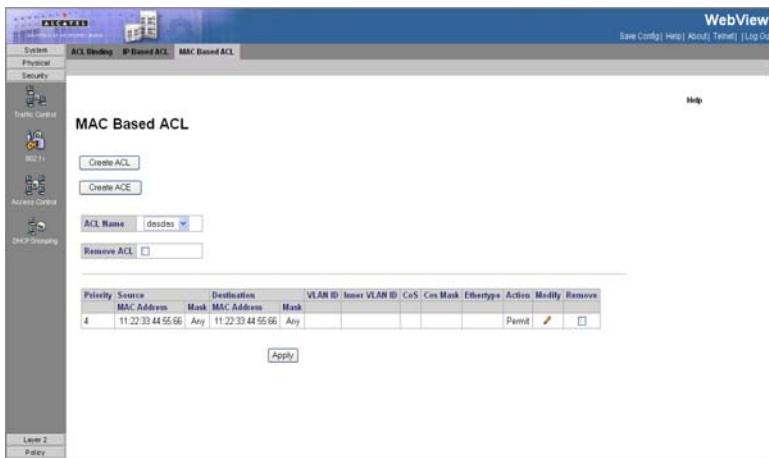 ALCATEL
WebView
Save Config| Help| About| Telnet| |Log Ou
System
Physical
Security
Traffic Control
802.1x
Access Control
DHCP Snooping
Layer 2
Policy
ACL Binding IP Based ACL MAC Based ACL
Help
MAC Based ACL
Create ACL
Create ACE
ACL Name dasdas
Remove ACL
Priority Source Destination VLAN ID Inner VLAN ID CoS Cos Mask Ethertype Action Modify Remove
MAC Address Mask MAC Address Mask
4 11:22:33:44:55:66 Any 11:22:33:44:55:66 Any Permit
Apply